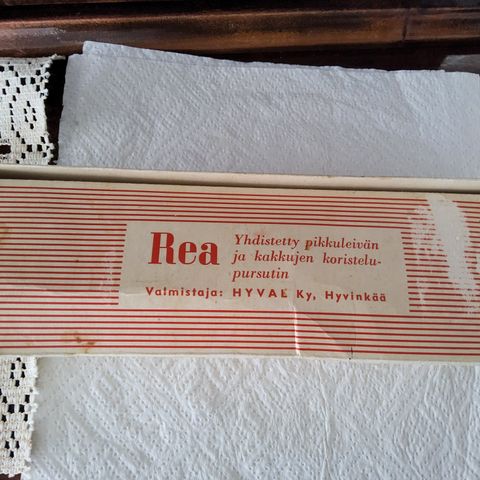 Rea
Yhdistetty pikkuleivän
ja kakkujen koristelu-
pursutin
Valmistaja: HYVAE Ky, Hyvinkää